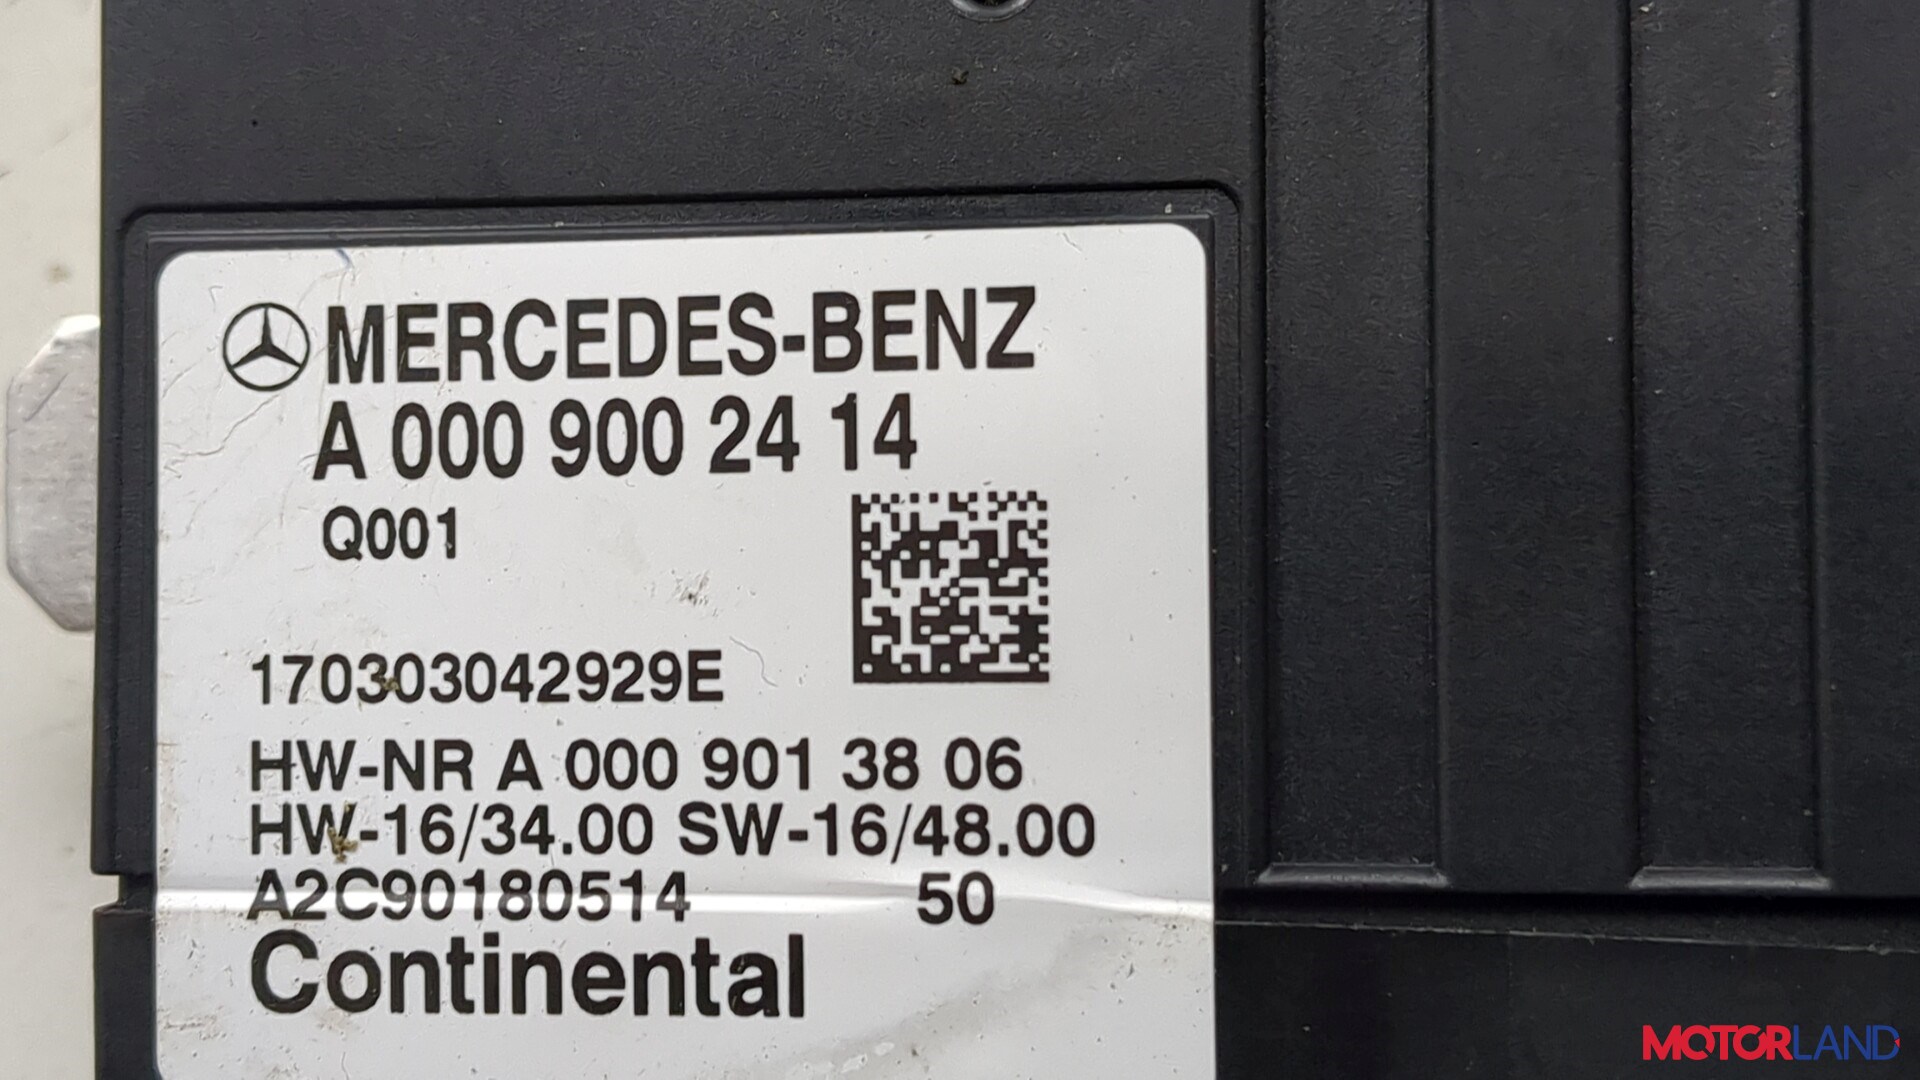 MERCEDES-BENZ
A 000 900 24 14
Q001
170303042929E
HW-NR A 000 901 38 06
HW-16/34.00 SW-16/48.00
A2C90180514 50
Continental
MOTORLAND